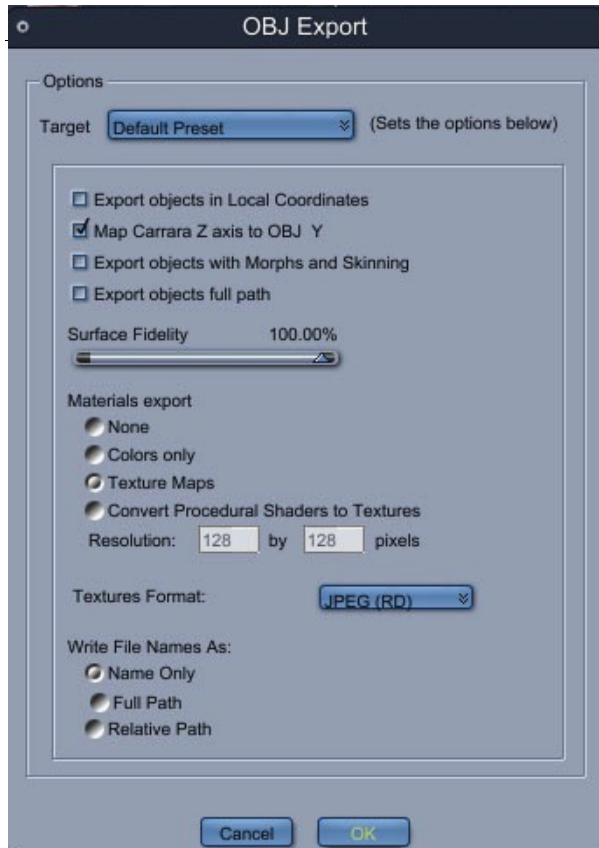 OBJ Export
Options
Target Default Preset (Sets the options below)
Export objects in Local Coordinates
Map Carrara Z axis to OBJ Y
Export objects with Morphs and Skinning
Export objects full path
Surface Fidelity 100.00%
Materials export
None
Colors only
Texture Maps
Convert Procedural Shaders to Textures
Resolution: 128 by 128 pixels
Textures Format: JPEG (RD)
Write File Names As:
Name Only
Full Path
Relative Path
Cancel OK